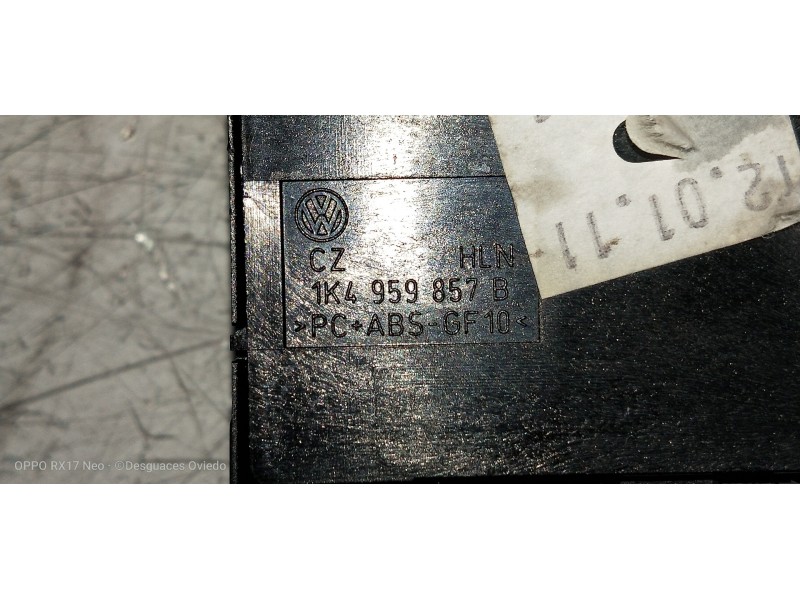 CZ HLN
1K4 959 857 B
>PC+ABS-GF10<
12.01.11
OPPO RX17 Neo · ©Desguaces Oviedo